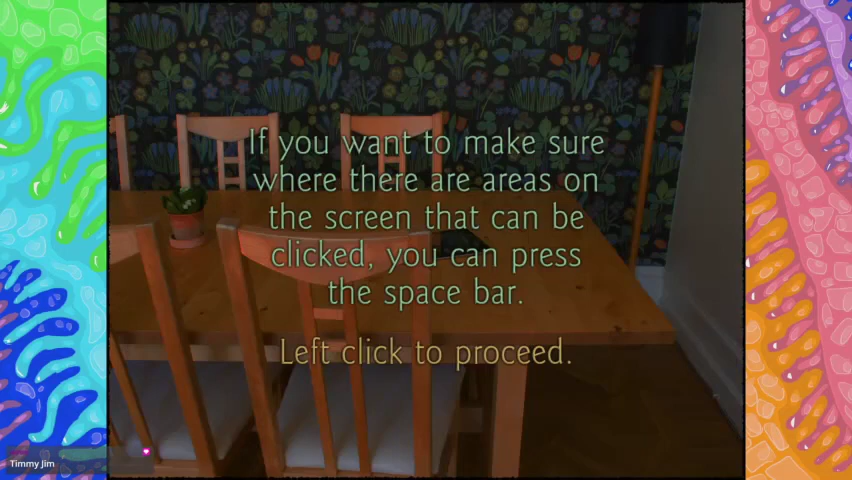 If you want to make sure
where there are areas on
the screen that can be
clicked, you can press
the space bar.
Left click to proceed.
Timmy Jim